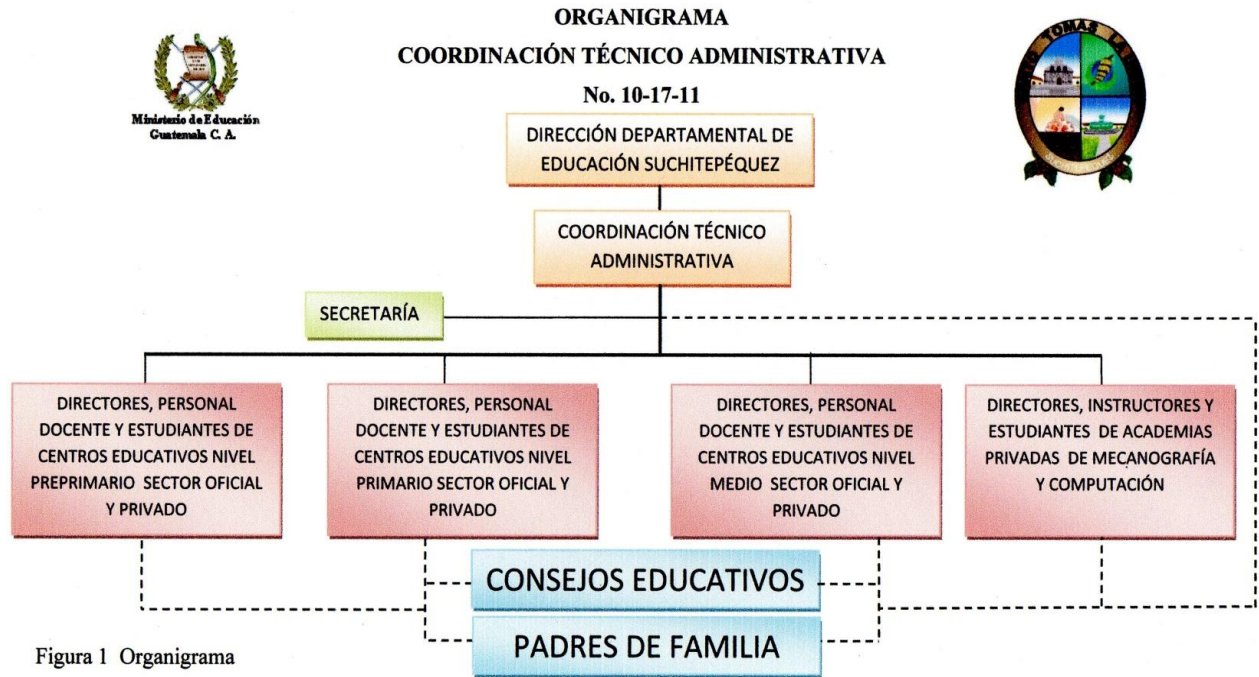 ORGANIGRAMA
COORDINACIÓN TÉCNICO ADMINISTRATIVA
No. 10-17-11
Ministerio de Educación
Guatemala C. A.
TOMAS LA
Suchitepéquez
DIRECCIÓN DEPARTAMENTAL DE
EDUCACIÓN SUCHITEPÉQUEZ
COORDINACIÓN TÉCNICO
ADMINISTRATIVA
SECRETARÍA
DIRECTORES, PERSONAL
DOCENTE Y ESTUDIANTES DE
CENTROS EDUCATIVOS NIVEL
PREPRIMARIO SECTOR OFICIAL
Y PRIVADO
DIRECTORES, PERSONAL
DOCENTE Y ESTUDIANTES DE
CENTROS EDUCATIVOS NIVEL
PRIMARIO SECTOR OFICIAL Y
PRIVADO
DIRECTORES, PERSONAL
DOCENTE Y ESTUDIANTES DE
CENTROS EDUCATIVOS NIVEL
MEDIO SECTOR OFICIAL Y
PRIVADO
DIRECTORES, INSTRUCTORES Y
ESTUDIANTES DE ACADEMIAS
PRIVADAS DE MECANOGRAFÍA
Y COMPUTACIÓN
CONSEJOS EDUCATIVOS
PADRES DE FAMILIA
Figura 1 Organigrama